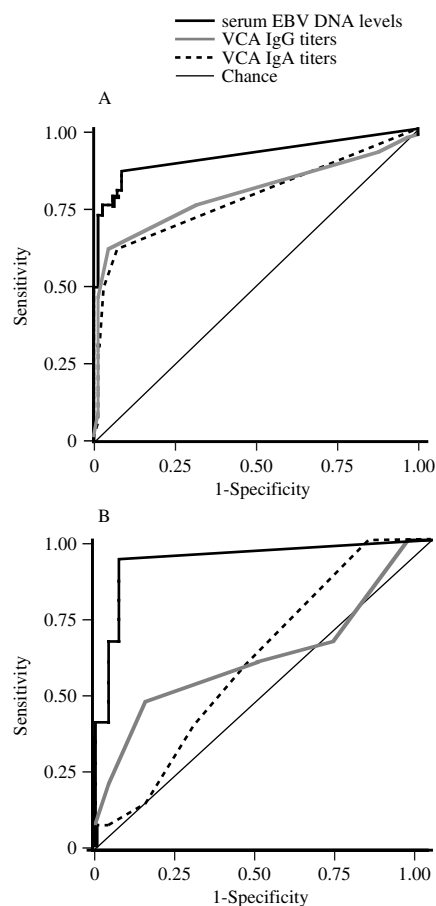 serum EBV DNA levels
VCA IgG titers
VCA IgA titers
Chance
A
1.00
0.75
0.50
0.25
0
Sensitivity
0 0.25 0.50 0.75 1.00
1-Specificity
B
1.00
0.75
0.50
0.25
0
Sensitivity
0 0.25 0.50 0.75 1.00
1-Specificity